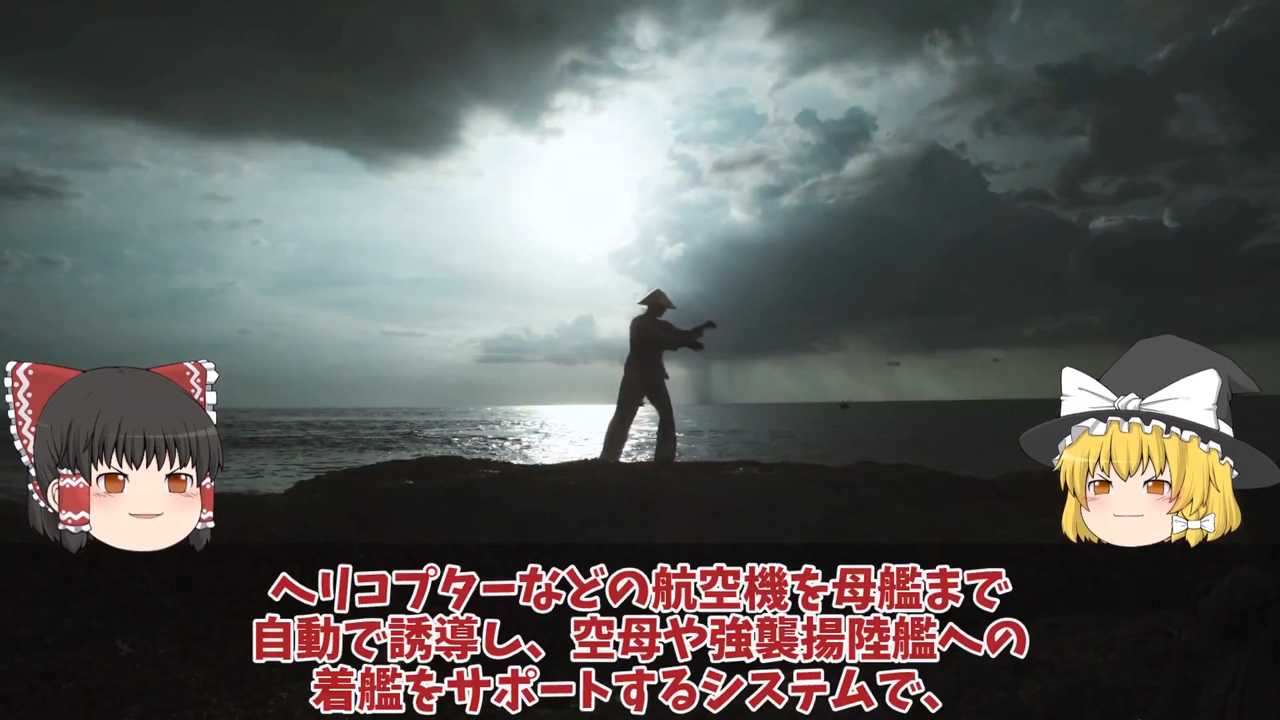 ヘリコプターなどの航空機を母艦まで
自動で誘導し、空母や強襲揚陸艦への
着艦をサポートするシステムで、